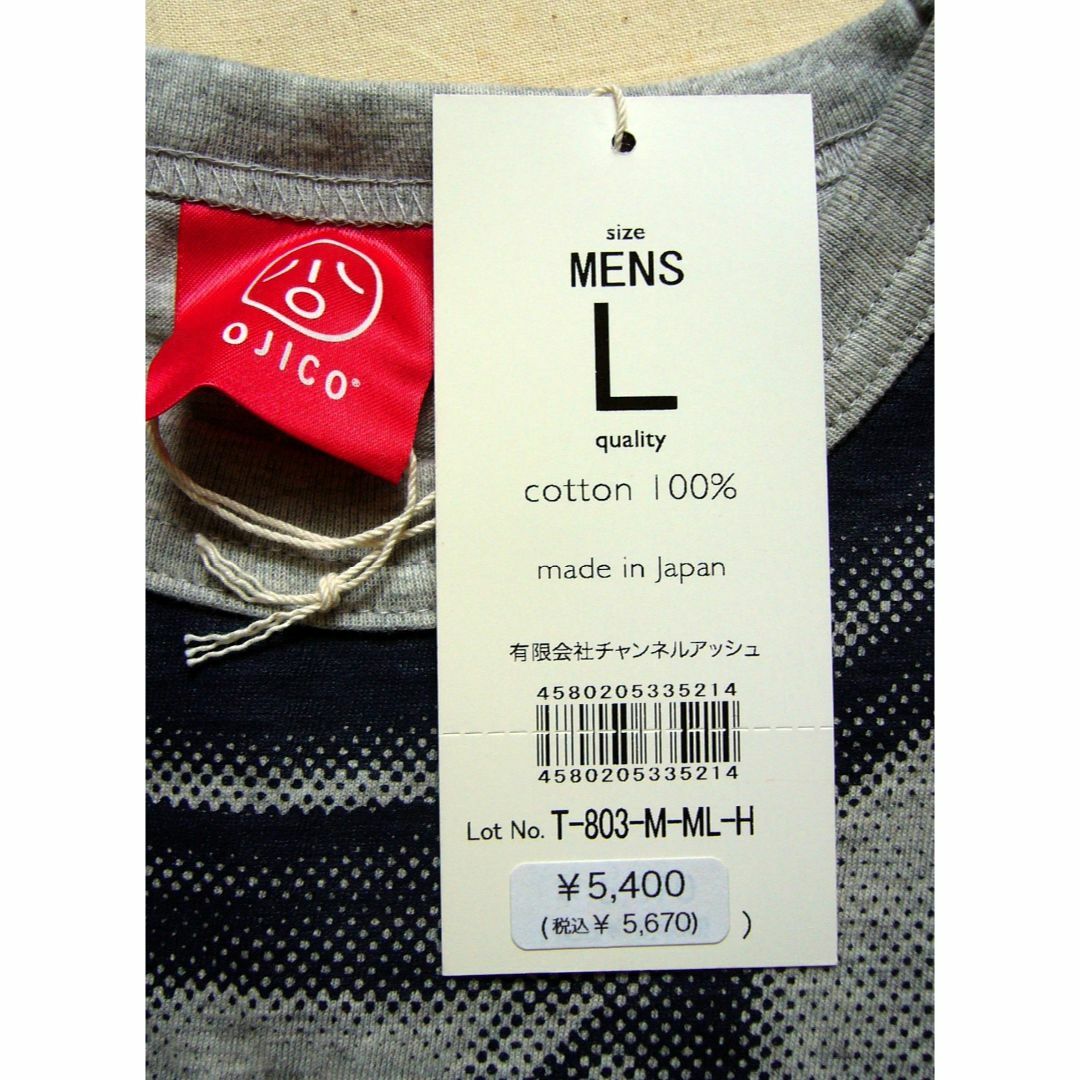 OJICO®
size
MENS
L
quality
cotton 100%
made in Japan
有限会社チャンネルアッシュ
4580205335214
4580205335214
Lot No. T-803-M-ML-H
¥5,400
(税込¥ 5,670) )